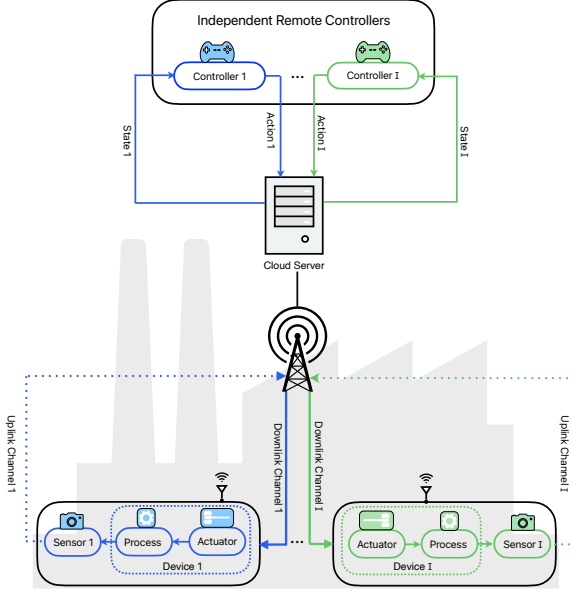 Independent Remote Controllers
Controller 1
...
Controller I
State 1
Action 1
Action I
State I
Cloud Server
Uplink Channel 1
Downlink Channel 1
Downlink Channel I
Uplink Channel I
Sensor 1
Process
Actuator
Device 1
...
Actuator
Process
Sensor I
Device I